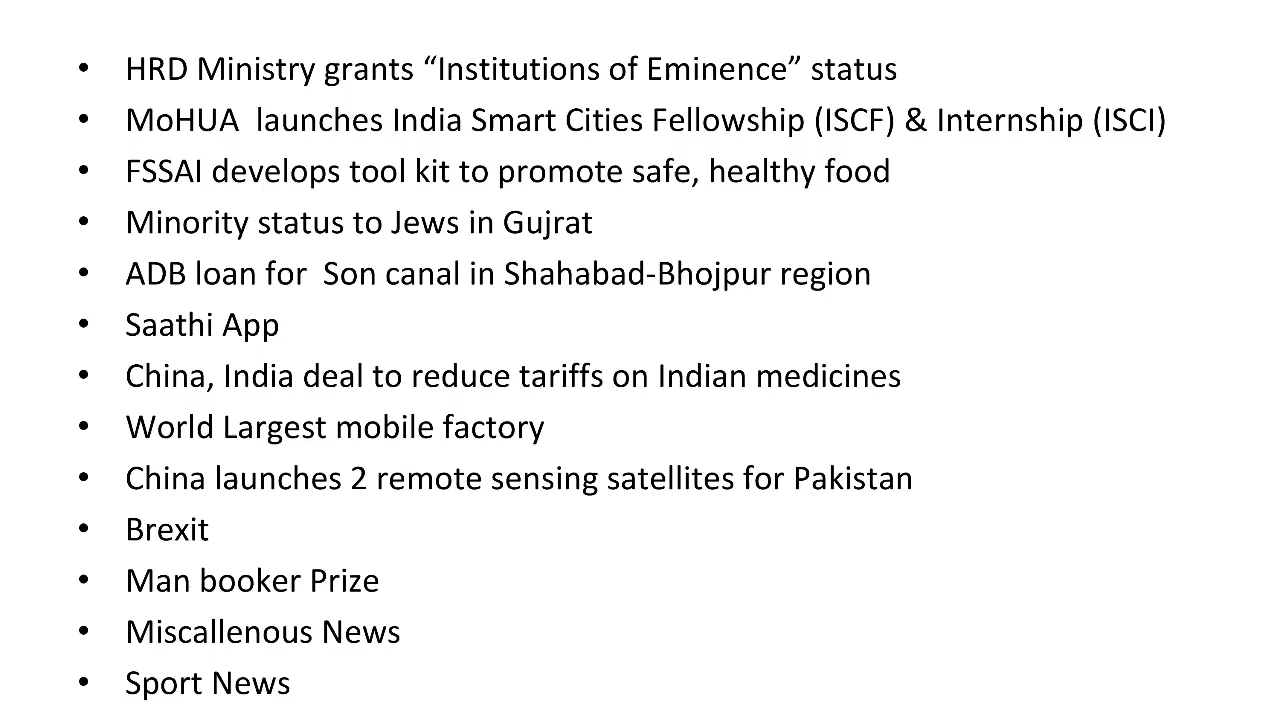 • HRD Ministry grants “Institutions of Eminence” status
• MoHUA  launches India Smart Cities Fellowship (ISCF) & Internship (ISCI)
• FSSAI develops tool kit to promote safe, healthy food
• Minority status to Jews in Gujrat
• ADB loan for  Son canal in Shahabad-Bhojpur region
• Saathi App
• China, India deal to reduce tariffs on Indian medicines
• World Largest mobile factory
• China launches 2 remote sensing satellites for Pakistan
• Brexit
• Man booker Prize
• Miscallenous News
• Sport News